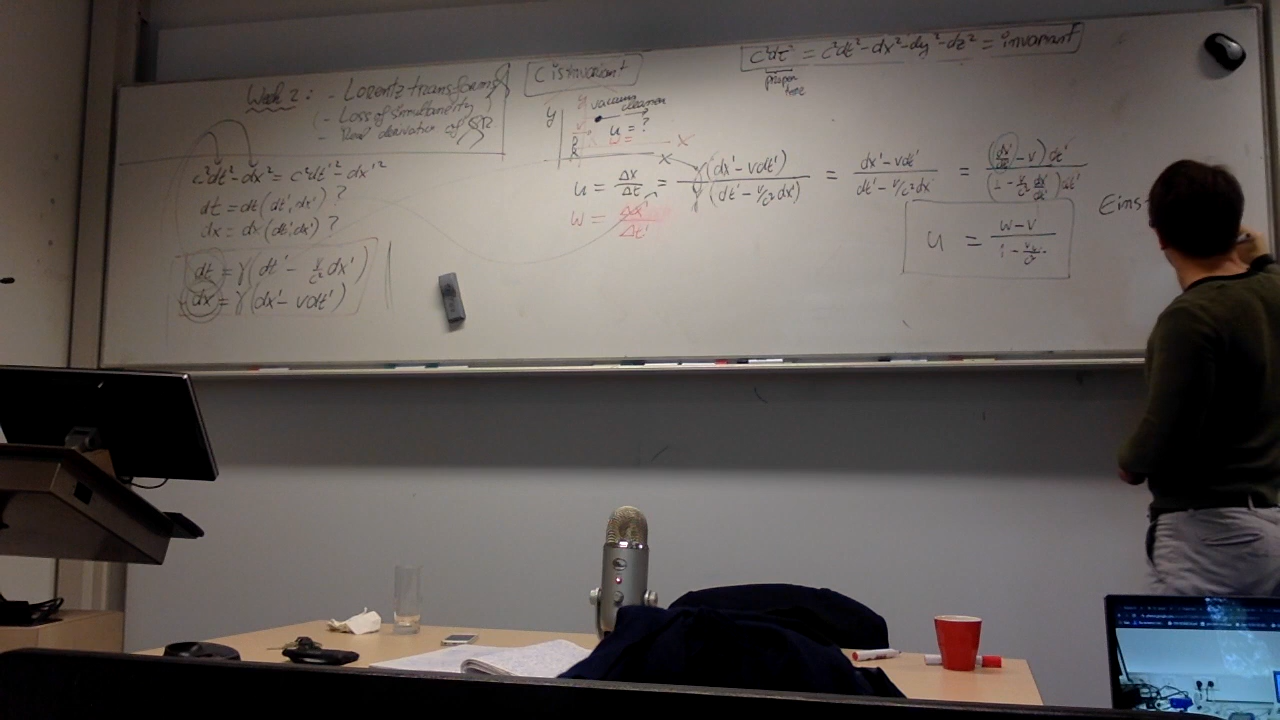 Week 2: - Lorentz transforms
- Loss of simultaneity
- Real derivation of SR
c²dt² - dx² = c²dt'² - dx'²
dt = dt(dt', dx') ?
dx = dx(dt', dx') ?
dt = γ(dt' - v/c² dx')
dx = γ(dx' - vdt')
C is invariant
y
y
vacuum
cleaner
u = ?
w =
x
x
u = Δx/Δt = γ(dx' - vdt')/γ(dt' - v/c² dx') = (dx' - vdt')/(dt' - v/c² dx') = ((dx'/dt') - v)dt'/(1 - v/c² dx'/dt')dt'
w = Δx'/Δt'
u = (w - v)/(1 - vw/c²)
c²dτ² = c²dt² - dx² - dy² - dz² = invariant
proper
time
Eins